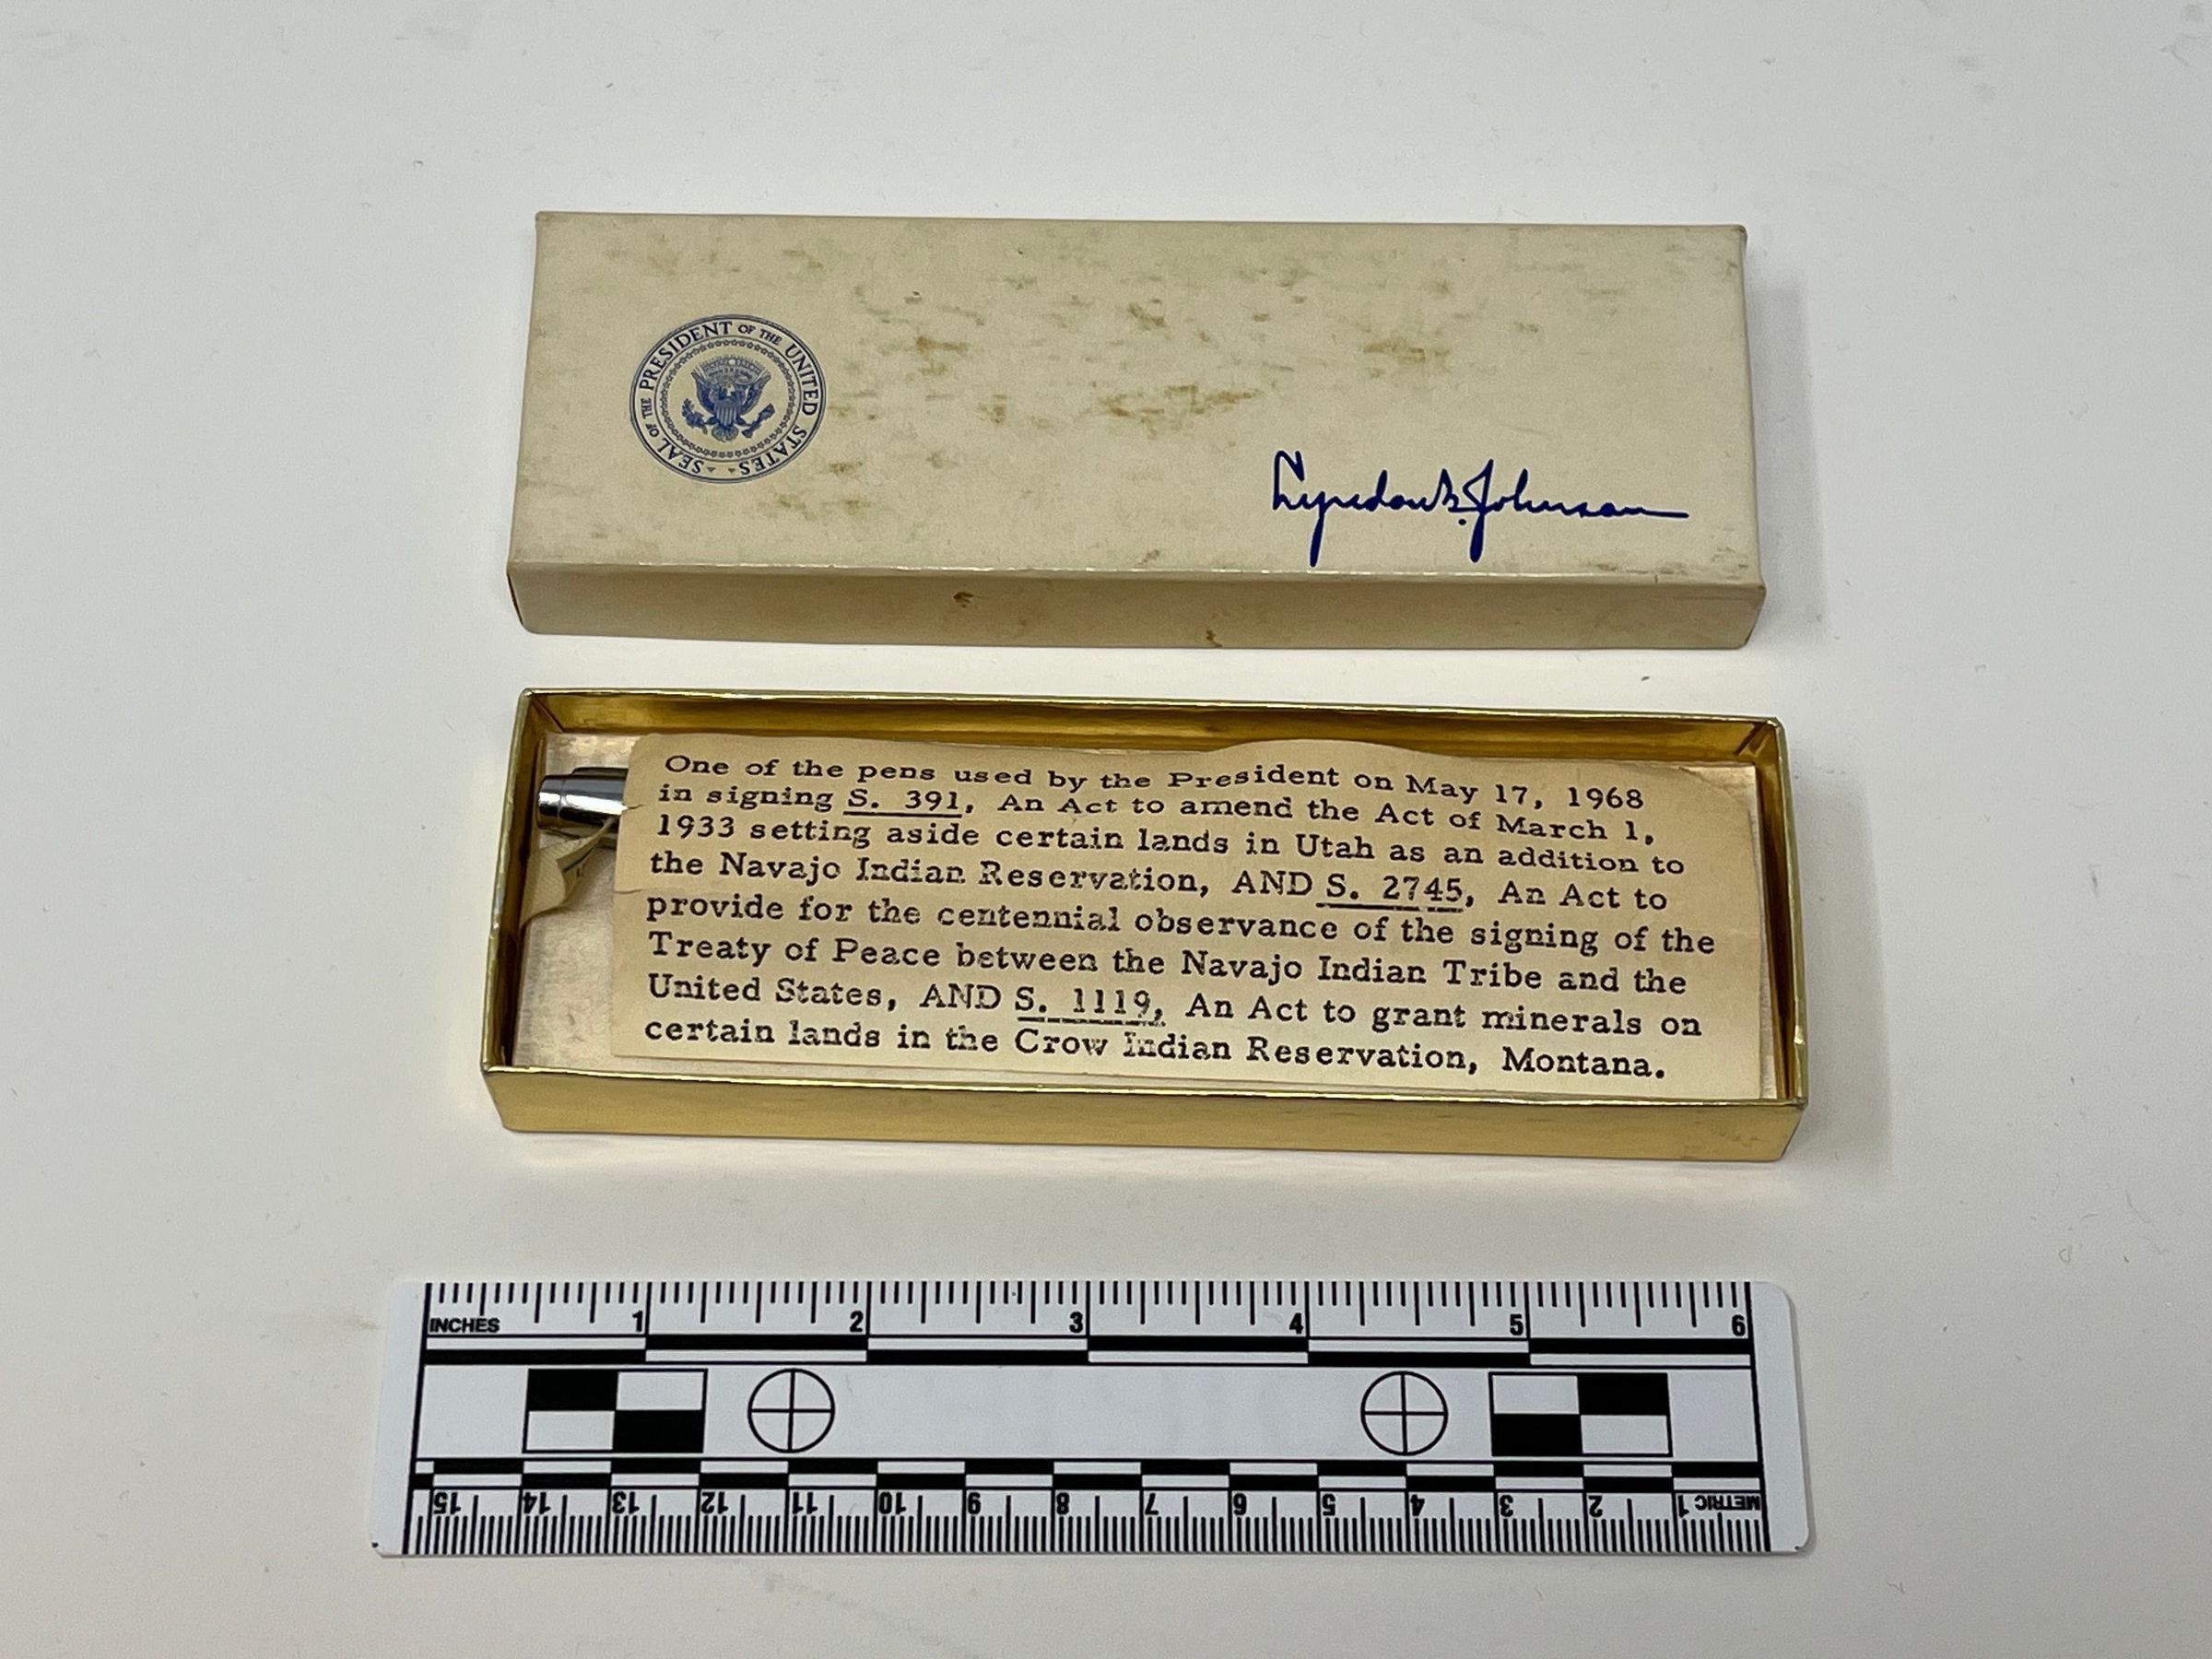 SEAL OF THE PRESIDENT OF THE UNITED STATES
Lyndon B. Johnson
One of the pens used by the President on May 17, 1968
in signing S. 391, An Act to amend the Act of March 1,
1933 setting aside certain lands in Utah as an addition to
the Navajo Indian Reservation, AND S. 2745, An Act to
provide for the centennial observance of the signing of the
Treaty of Peace between the Navajo Indian Tribe and the
United States, AND S. 1119, An Act to grant minerals on
certain lands in the Crow Indian Reservation, Montana.
INCHES 1 2 3 4 5 6
15 14 13 12 11 10 9 8 7 6 5 4 3 2 1 METRIC